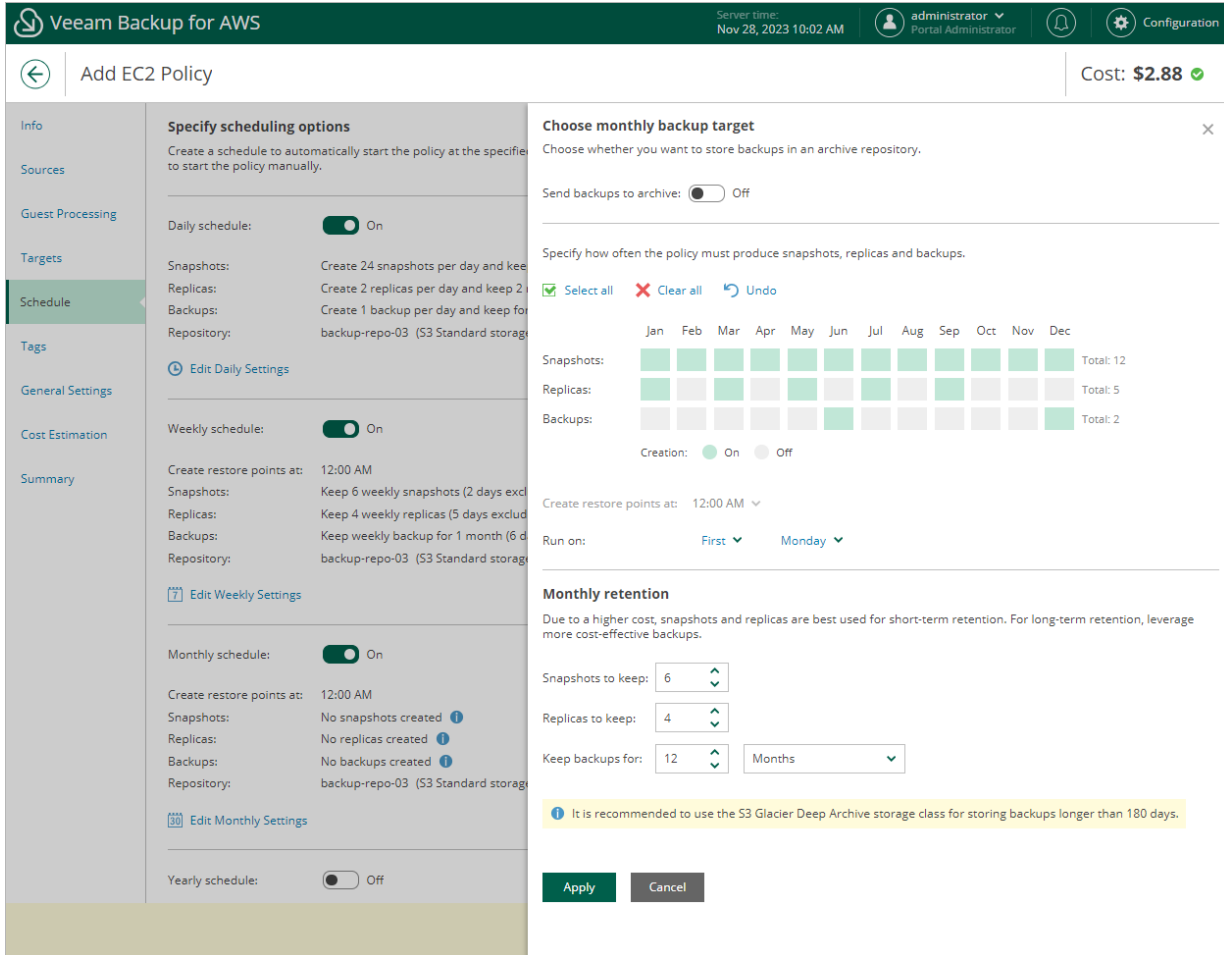 Veeam Backup for AWS
Server time:
Nov 28, 2023 10:02 AM
administrator
Portal Administrator
Configuration
Add EC2 Policy
Cost: $2.88
Info
Sources
Guest Processing
Targets
Schedule
Tags
General Settings
Cost Estimation
Summary
Specify scheduling options
Create a schedule to automatically start the policy at the specified
to start the policy manually.
Daily schedule: On
Snapshots: Create 24 snapshots per day and kee
Replicas: Create 2 replicas per day and keep 2
Backups: Create 1 backup per day and keep for
Repository: backup-repo-03 (S3 Standard storage
Edit Daily Settings
Weekly schedule: On
Create restore points at: 12:00 AM
Snapshots: Keep 6 weekly snapshots (2 days excl
Replicas: Keep 4 weekly replicas (5 days exclud
Backups: Keep weekly backup for 1 month (6 d
Repository: backup-repo-03 (S3 Standard storage
7 Edit Weekly Settings
Monthly schedule: On
Create restore points at: 12:00 AM
Snapshots: No snapshots created
Replicas: No replicas created
Backups: No backups created
Repository: backup-repo-03 (S3 Standard storage
30 Edit Monthly Settings
Yearly schedule: Off
Choose monthly backup target
Choose whether you want to store backups in an archive repository.
Send backups to archive: Off
Specify how often the policy must produce snapshots, replicas and backups.
Select all Clear all Undo
Jan Feb Mar Apr May Jun Jul Aug Sep Oct Nov Dec
Snapshots: Total: 12
Replicas: Total: 5
Backups: Total: 2
Creation: On Off
Create restore points at: 12:00 AM
Run on: First Monday
Monthly retention
Due to a higher cost, snapshots and replicas are best used for short-term retention. For long-term retention, leverage
more cost-effective backups.
Snapshots to keep: 6
Replicas to keep: 4
Keep backups for: 12 Months
It is recommended to use the S3 Glacier Deep Archive storage class for storing backups longer than 180 days.
Apply Cancel